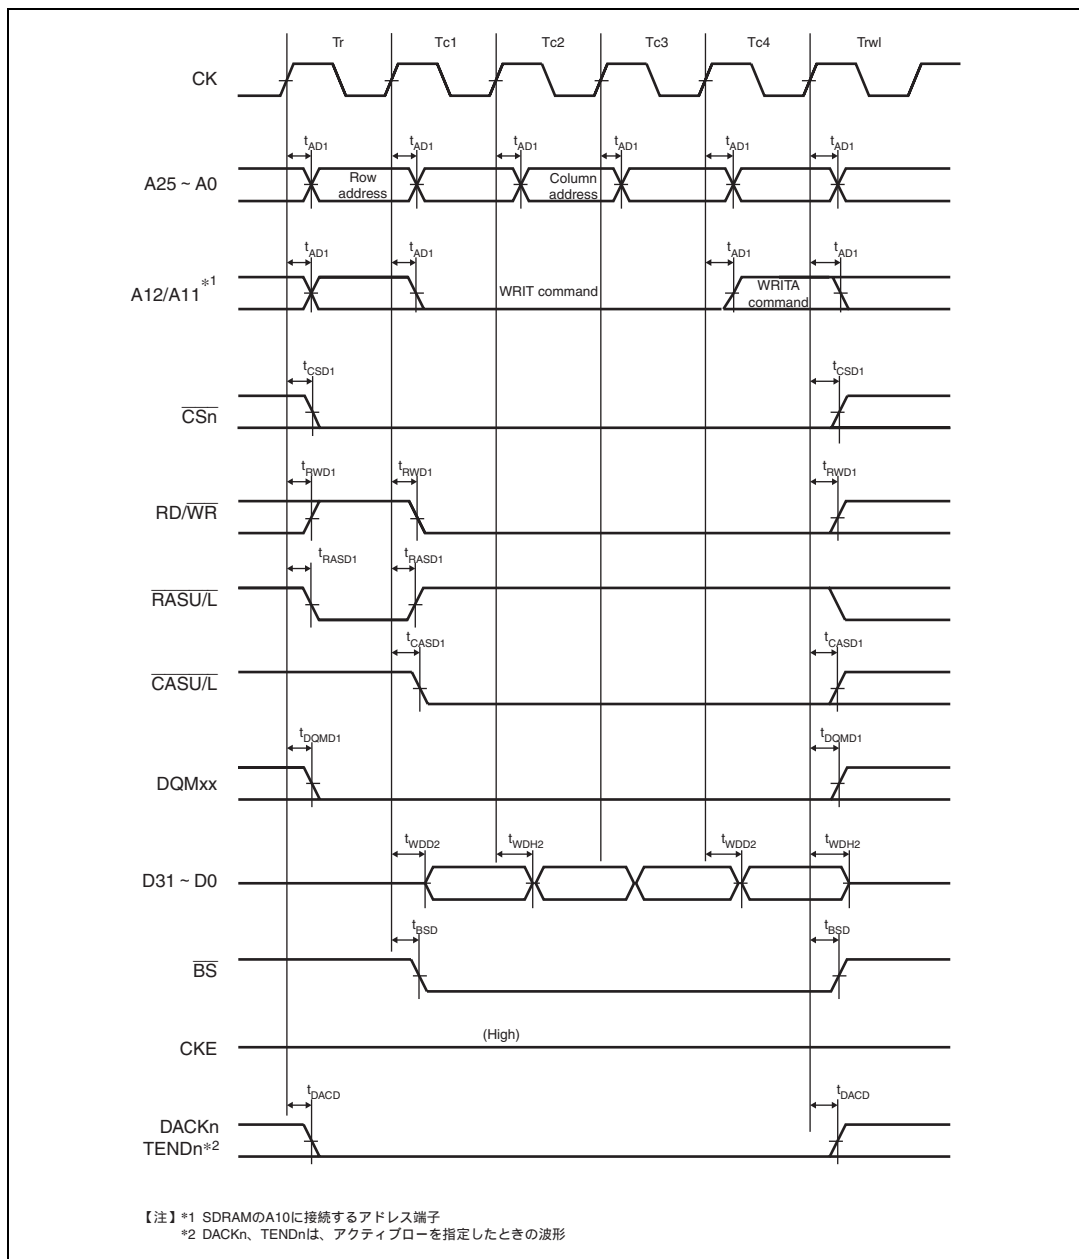 Tr Tc1 Tc2 Tc3 Tc4 Trwl
CK
tAD1 tAD1 tAD1 tAD1 tAD1 tAD1
A25 ~ A0
Row address
Column address
tAD1 tAD1 tAD1 tAD1
A12/A11*1
WRIT command
WRITA command
tCSD1 tCSD1
CSn
tRWD1 tRWD1 tRWD1
RD/WR
tRASD1 tRASD1
RASU/L
tCASD1 tCASD1
CASU/L
tDQMD1 tDQMD1
DQMxx
tWDD2 tWDH2 tWDD2 tWDH2
D31 ~ D0
tBSD tBSD
BS
(High)
CKE
tDACD tDACD
DACKn
TENDn*2
【注】*1 SDRAMのA10に接続するアドレス端子
*2 DACKn、TENDnは、アクティブローを指定したときの波形